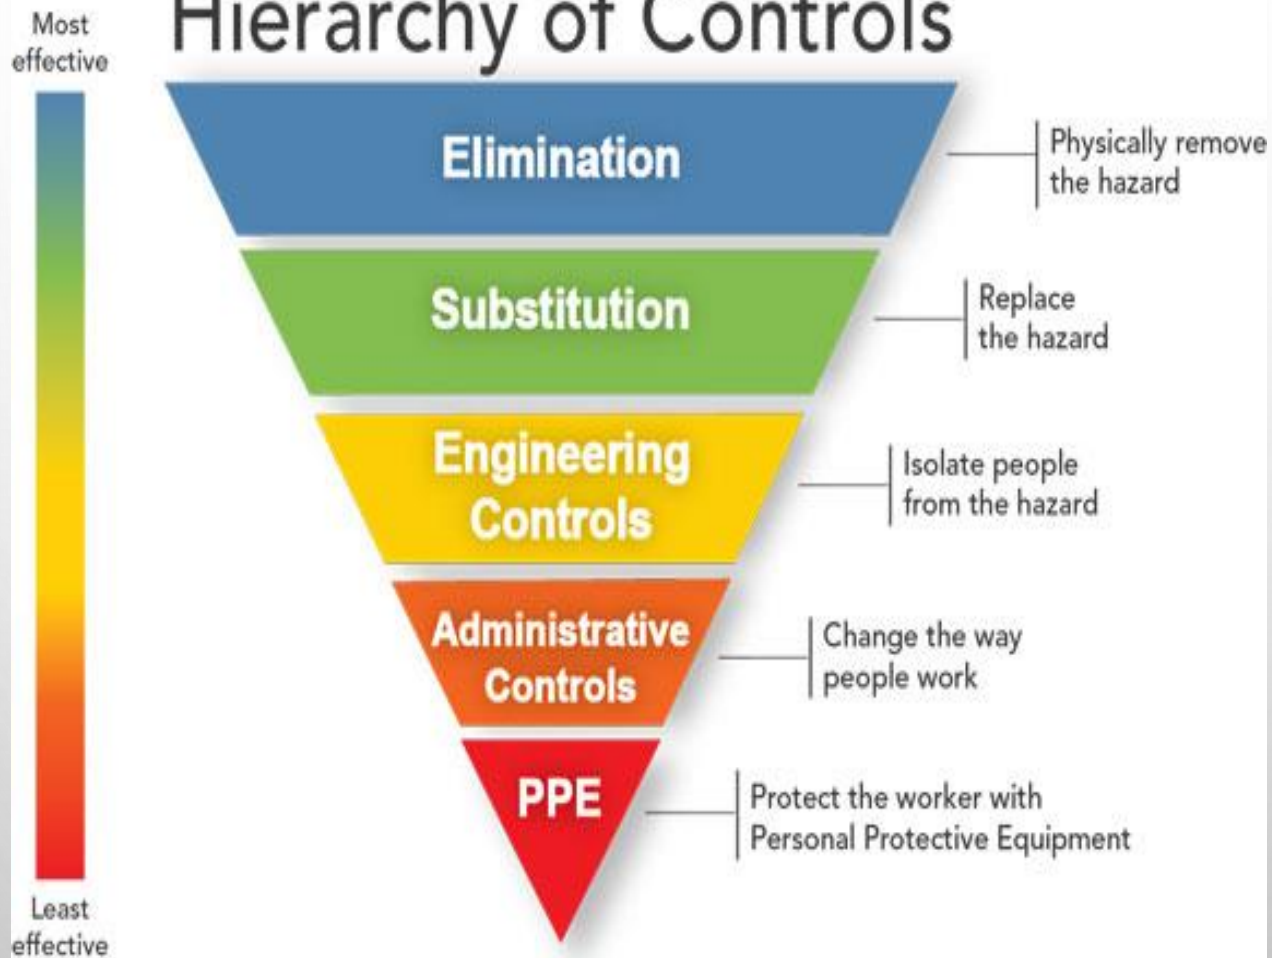 Hierarchy of Controls
Most
effective
Elimination
Physically remove
the hazard
Substitution
Replace
the hazard
Engineering
Controls
Isolate people
from the hazard
Administrative
Controls
Change the way
people work
PPE
Protect the worker with
Personal Protective Equipment
Least
effective